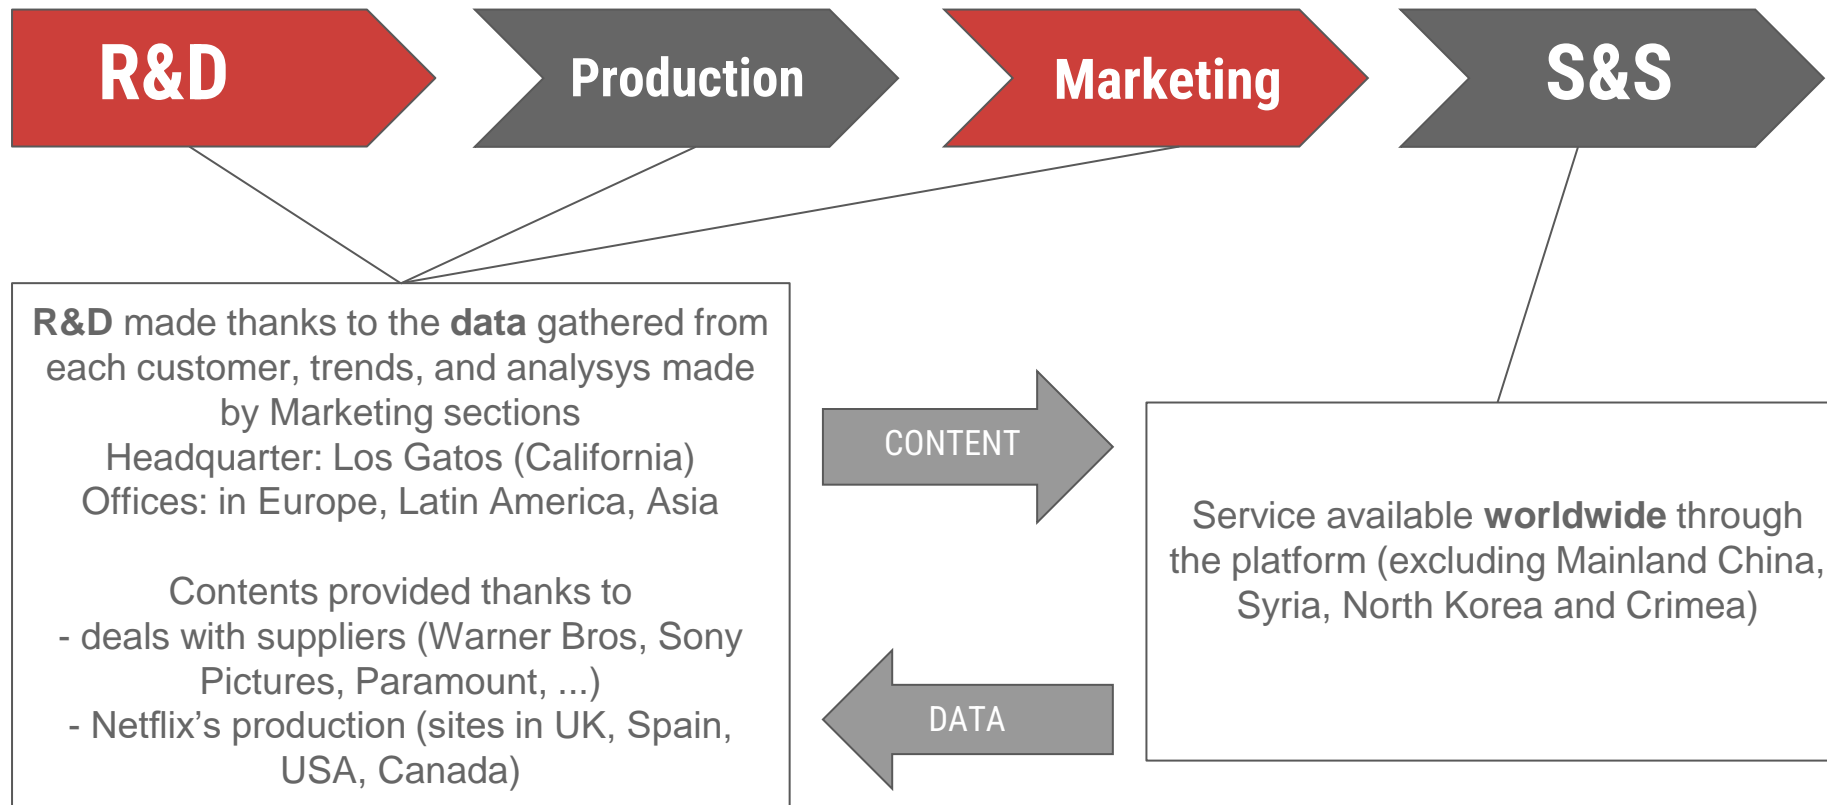 R&D
Production
Marketing
S&S
R&D made thanks to the data gathered from
each customer, trends, and analysys made
by Marketing sections
Headquarter: Los Gatos (California)
Offices: in Europe, Latin America, Asia
Contents provided thanks to
- deals with suppliers (Warner Bros, Sony
Pictures, Paramount, ...)
- Netflix’s production (sites in UK, Spain,
USA, Canada)
CONTENT
DATA
Service available worldwide through
the platform (excluding Mainland China,
Syria, North Korea and Crimea)